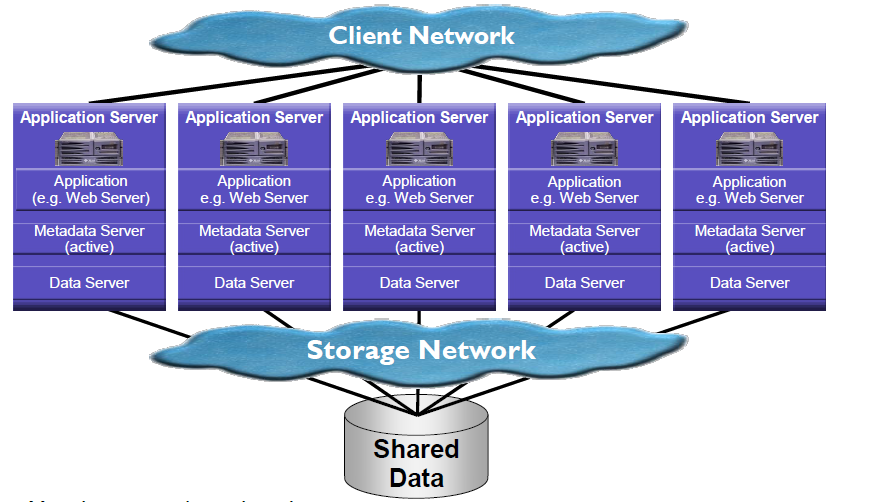 Client Network
Application Server
Application
(e.g. Web Server)
Metadata Server
(active)
Data Server
Application Server
Application
e.g. Web Server
Metadata Server
(active)
Data Server
Application Server
Application
e.g. Web Server
Metadata Server
(active)
Data Server
Application Server
Application
e.g. Web Server
Metadata Server
(active)
Data Server
Application Server
Application
e.g. Web Server
Metadata Server
(active)
Data Server
Storage Network
Shared
Data